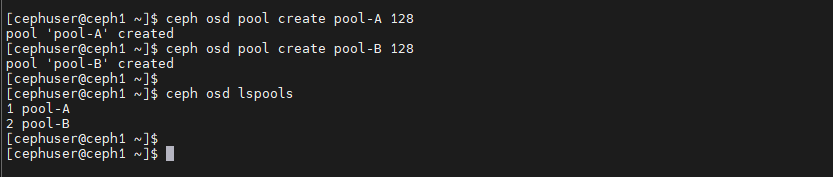 [cephuser@ceph1 ~]$ ceph osd pool create pool-A 128
pool 'pool-A' created
[cephuser@ceph1 ~]$ ceph osd pool create pool-B 128
pool 'pool-B' created
[cephuser@ceph1 ~]$
[cephuser@ceph1 ~]$ ceph osd lspools
1 pool-A
2 pool-B
[cephuser@ceph1 ~]$
[cephuser@ceph1 ~]$